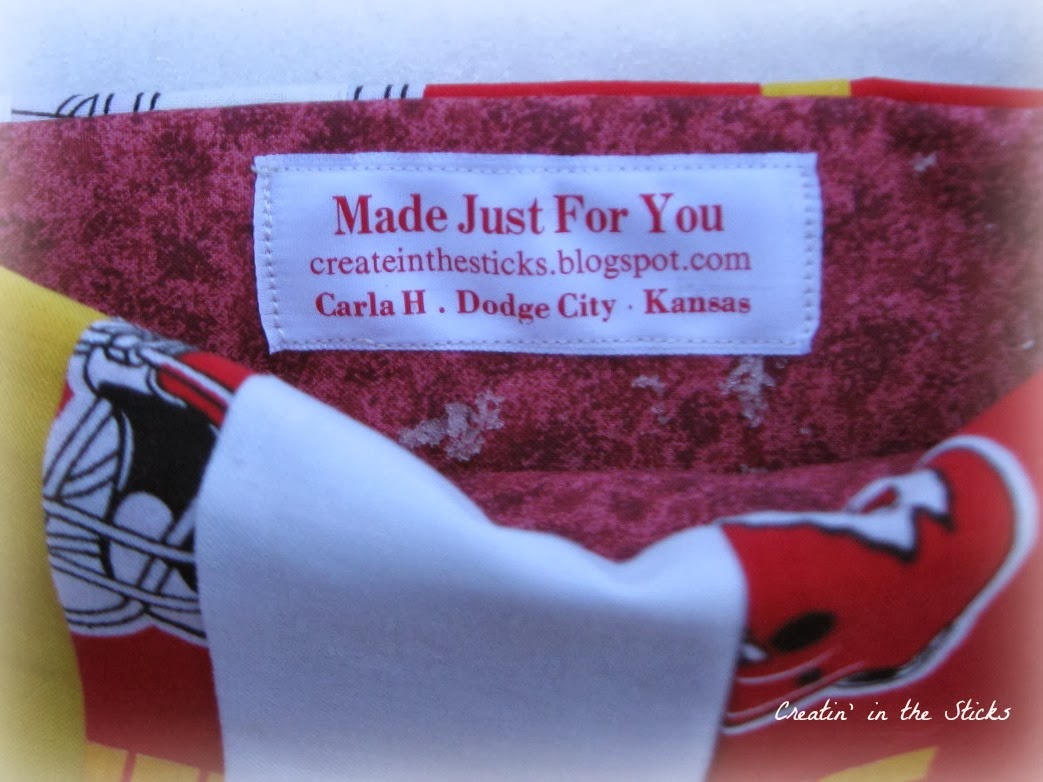 Made Just For You
createinthesticks.blogspot.com
Carla H . Dodge City · Kansas
Creatin' in the Sticks